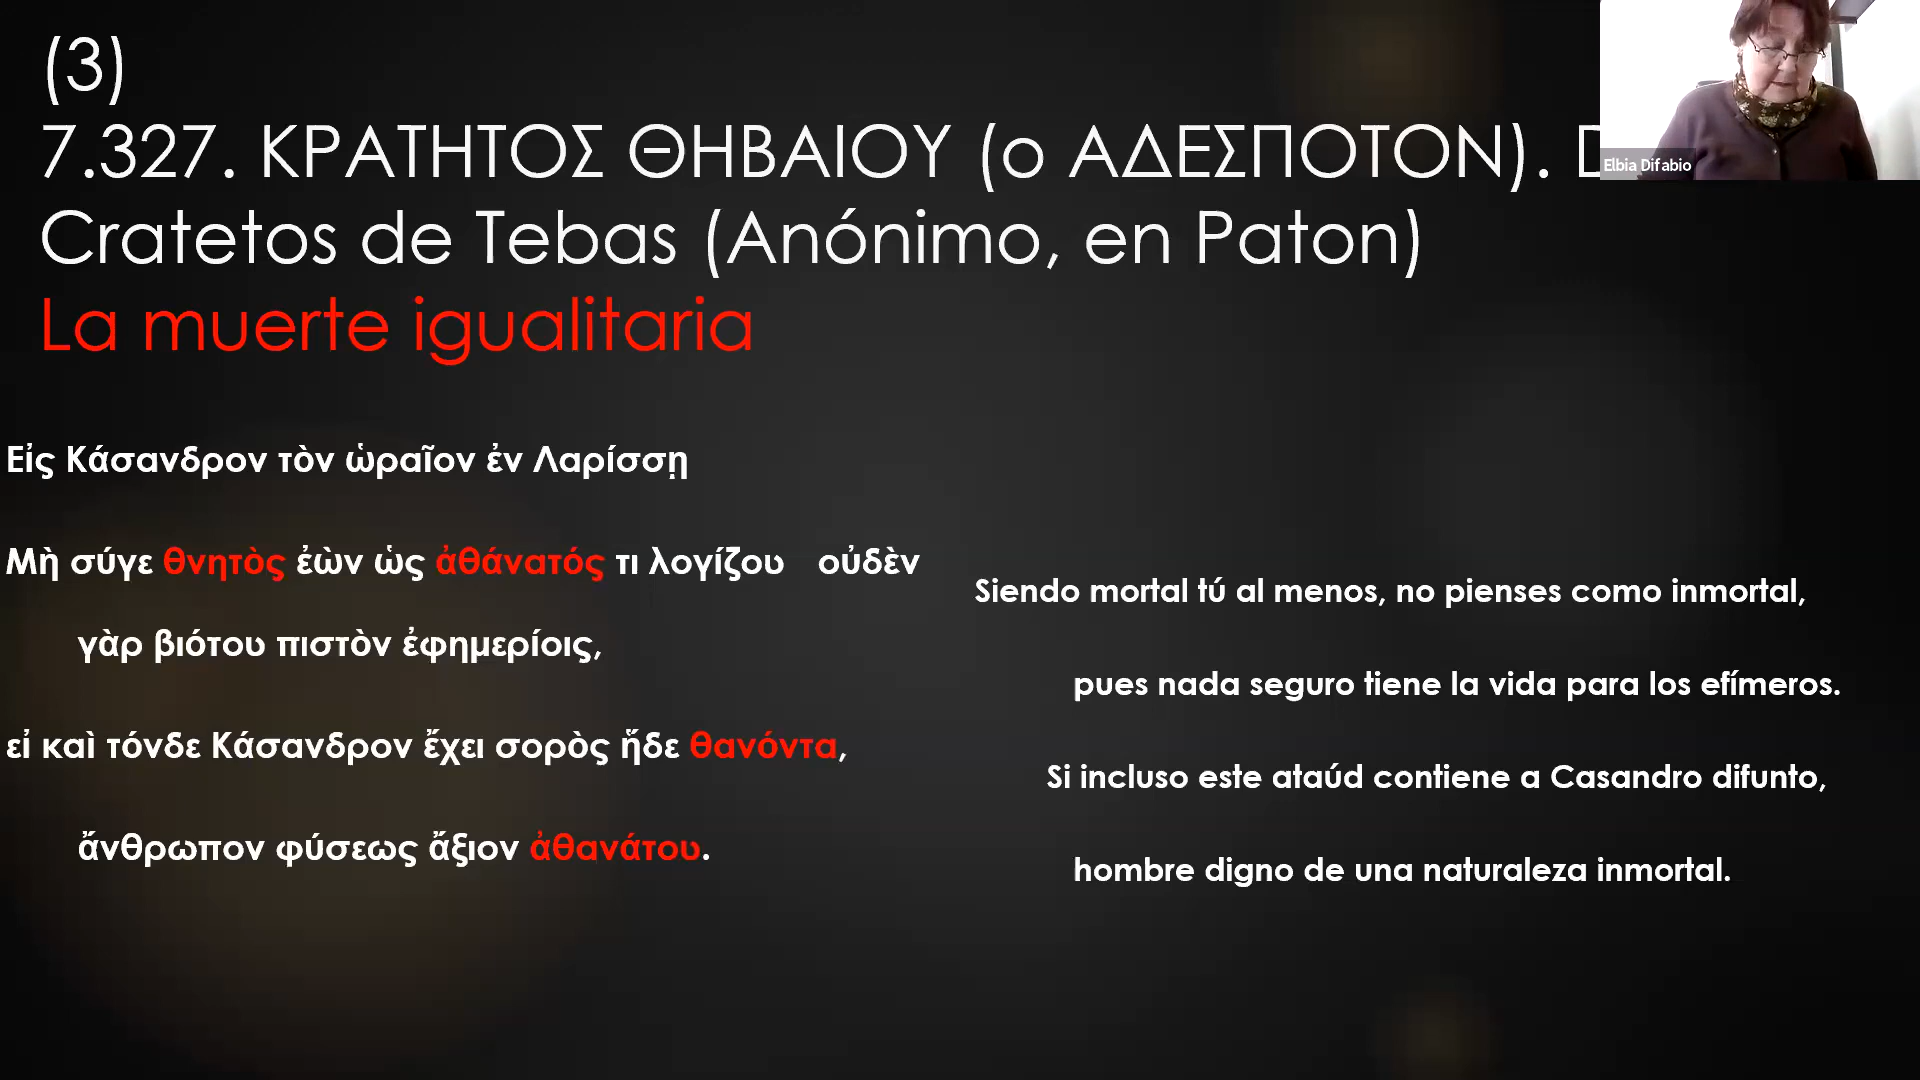 (3)
7.327. ΚΡΑΤΗΤΟΣ ΘΗΒΑΙΟΥ (o ΑΔΕΣΠΟΤΟΝ).
Elbia Difabio
Cratetos de Tebas (Anónimo, en Paton)
La muerte igualitaria
Εἰς Κάσανδρον τὸν ὡραῖον ἐν Λαρίσσῃ
Μὴ σύγε θνητὸς ἐὼν ὡς ἀθάνατός τι λογίζου οὐδὲν
γὰρ βιότου πιστὸν ἐφημερίοις,
εἰ καὶ τόνδε Κάσανδρον ἔχει σορὸς ἥδε θανόντα,
ἄνθρωπον φύσεως ἄξιον ἀθανάτου.
Siendo mortal tú al menos, no pienses como inmortal,
pues nada seguro tiene la vida para los efímeros.
Si incluso este ataúd contiene a Casandro difunto,
hombre digno de una naturaleza inmortal.